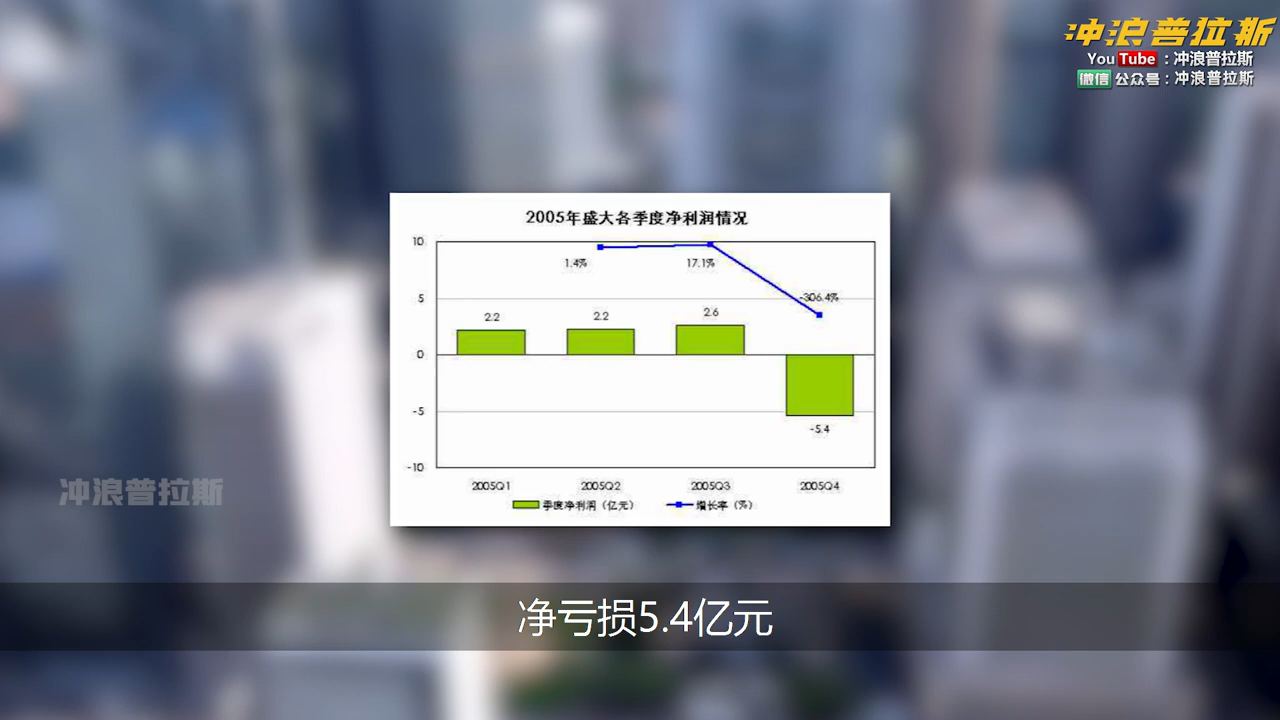 冲浪普拉斯
YouTube：冲浪普拉斯
微信公众号：冲浪普拉斯
2005年盛大各季度净利润情况
10
5
0
-5
-10
1.4%
17.1%
-306.4%
2.2
2.2
2.6
-5.4
2005Q1
2005Q2
2005Q3
2005Q4
季度净利润（亿元）
增长率（%）
冲浪普拉斯
净亏损5.4亿元